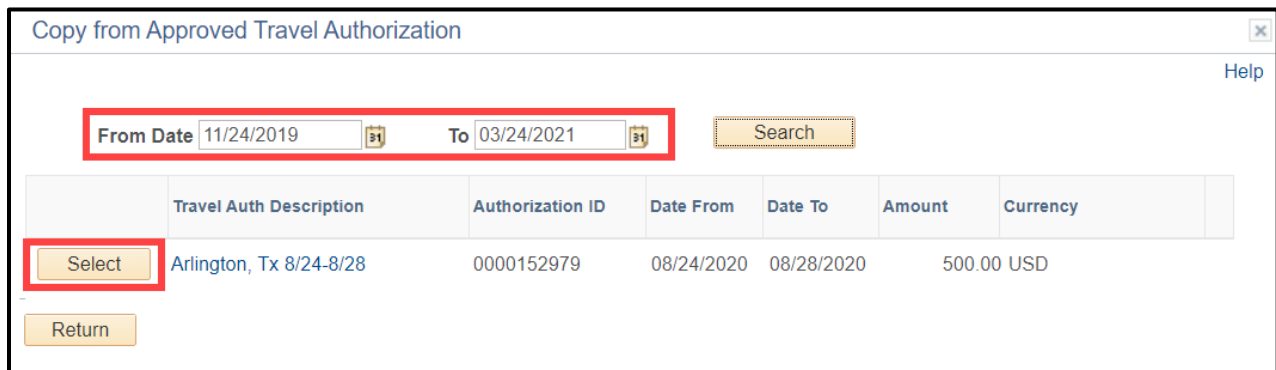 Copy from Approved Travel Authorization
Help
From Date 11/24/2019 31 To 03/24/2021 31 Search
Travel Auth Description Authorization ID Date From Date To Amount Currency
Select Arlington, Tx 8/24-8/28 0000152979 08/24/2020 08/28/2020 500.00 USD
Return